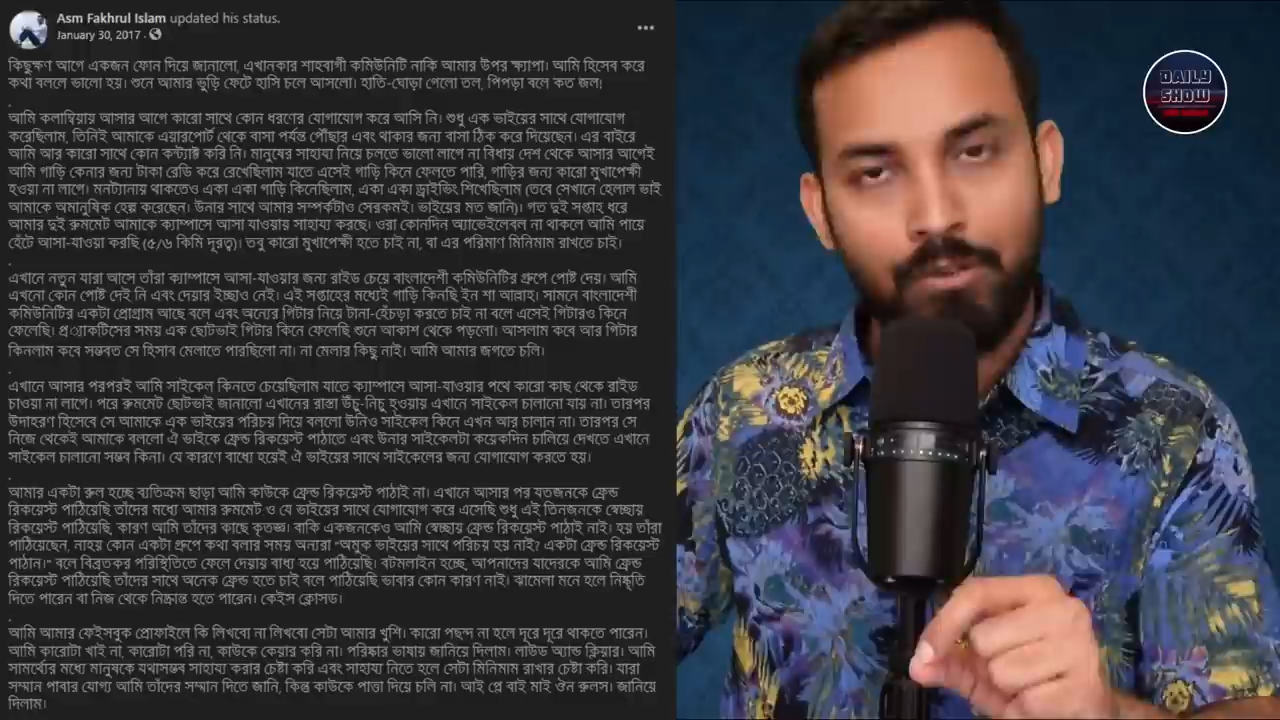 Asm Fakhrul Islam updated his status.
January 30, 2017
কিছুক্ষণ আগে একজন ফোন দিয়ে জানালো, এখানকার শাহবাগী কমিউনিটি নাকি আমার উপর ক্ষ্যাপা। আমি হিসেব করে
কথা বললে ভালো হয়। শুনে আমার ভুড়ি ফেটে হাসি চলে আসলো। হাতি-ঘোড়া গেলো তল, পিপড়া বলে কত জল!
.
আমি কলাম্বিয়ায় আসার আগে কারো সাথে কোন ধরণের যোগাযোগ করে আসি নি। শুধু এক ভাইয়ের সাথে যোগাযোগ
করেছিলাম, তিনিই আমাকে এয়ারপোর্ট থেকে বাসা পর্যন্ত পৌঁছার এবং থাকার জন্য বাসা ঠিক করে দিয়েছেন। এর বাইরে
আমি আর কারো সাথে কোন কন্ট্যাক্ট করি নি। মানুষের সাহায্য নিয়ে চলতে ভালো লাগে না বিধায় দেশ থেকে আসার আগেই
আমি গাড়ি কেনার জন্য টাকা রেডি করে রেখেছিলাম যাতে এসেই গাড়ি কিনে ফেলতে পারি, গাড়ির জন্য কারো মুখাপেক্ষী
হওয়া না লাগে। মনট্যানায় থাকতেও একা একা গাড়ি কিনেছিলাম, একা একা ড্রাইভিং শিখেছিলাম (তবে সেখানে হেলাল ভাই
আমাকে অমানুষিক হেল্প করেছেন। উনার সাথে আমার সম্পর্কটাও সেরকমই। ভাইয়ের মত জানি)। গত দুই সপ্তাহ ধরে
আমার দুই রুমমেট আমাকে ক্যাম্পাসে আসা যাওয়ায় সাহায্য করছে। ওরা কোনদিন অ্যাভেইলেবল না থাকলে আমি পায়ে
হেঁটে আসা-যাওয়া করছি (৫/৬ কিমি দূরত্ব)। তবু কারো মুখাপেক্ষী হতে চাই না, বা এর পরিমাণ মিনিমাম রাখতে চাই।
.
এখানে নতুন যারা আসে তাঁরা ক্যাম্পাসে আসা-যাওয়ার জন্য রাইড চেয়ে বাংলাদেশী কমিউনিটির গ্রুপে পোষ্ট দেয়। আমি
এখনো কোন পোষ্ট দেই নি এবং দেয়ার ইচ্ছাও নেই। এই সপ্তাহের মধ্যেই গাড়ি কিনছি ইন শা আল্লাহ। সামনে বাংলাদেশী
কমিউনিটির একটা প্রোগ্রাম আছে বলে এবং অন্যের গিটার নিয়ে টানা-হেঁচড়া করতে চাই না বলে এসেই গিটারও কিনে
ফেলেছি। প্র্যাকটিসের সময় এক ছোটভাই গিটার কিনে ফেলেছি শুনে আকাশ থেকে পড়লো। আসলাম কবে আর গিটার
কিনলাম কবে সম্ভবত সে হিসাব মেলাতে পারছিলো না। না মেলার কিছু নাই। আমি আমার জগতে চলি।
.
এখানে আসার পরপরই আমি সাইকেল কিনতে চেয়েছিলাম যাতে ক্যাম্পাসে আসা-যাওয়ার পথে কারো কাছ থেকে রাইড
চাওয়া না লাগে। পরে রুমমেট ছোটভাই জানালো এখানের রাস্তা উঁচু-নিচু হওয়ায় এখানে সাইকেল চালানো যায় না। তারপর
উদাহরণ হিসেবে সে আমাকে এক ভাইয়ের পরিচয় দিয়ে বললো উনিও সাইকেল কিনে এখন আর চালান না। তারপর সে
নিজে থেকেই আমাকে বললো ঐ ভাইকে ফ্রেন্ড রিকয়েস্ট পাঠাতে এবং উনার সাইকেলটা কয়েকদিন চালিয়ে দেখতে এখানে
সাইকেল চালানো সম্ভব কিনা। যে কারণে বাধ্যে হয়েই ঐ ভাইয়ের সাথে সাইকেলের জন্য যোগাযোগ করতে হয়।
.
আমার একটা রুল হচ্ছে ব্যতিক্রম ছাড়া আমি কাউকে ফ্রেন্ড রিকয়েস্ট পাঠাই না। এখানে আসার পর যতজনকে ফ্রেন্ড
রিকয়েস্ট পাঠিয়েছি তাঁদের মধ্যে আমার রুমমেট ও যে ভাইয়ের সাথে যোগাযোগ করে এসেছি শুধু এই তিনজনকে স্বেচ্ছায়
রিকয়েস্ট পাঠিয়েছি, কারণ আমি তাঁদের কাছে কৃতজ্ঞ। বাকি একজনকেও আমি স্বেচ্ছায় ফ্রেন্ড রিকয়েস্ট পাঠাই নাই। হয় তাঁরা
পাঠিয়েছেন, নাহয় কোন একটা গ্রুপে কথা বলার সময় অন্যরা "অমুক ভাইয়ের সাথে পরিচয় হয় নাই? একটা ফ্রেন্ড রিকয়েস্ট
পাঠান।" বলে বিব্রতকর পরিস্থিতিতে ফেলে দেয়ায় বাধ্য হয়ে পাঠিয়েছি। বটমলাইন হচ্ছে, আপনাদের যাদেরকে আমি ফ্রেন্ড
রিকয়েস্ট পাঠিয়েছি তাঁদের সাথে অনেক ফ্রেন্ড হতে চাই বলে পাঠিয়েছি ভাবার কোন কারণ নাই। ঝামেলা মনে হলে নিষ্কৃতি
দিতে পারেন বা নিজ থেকে নিষ্ক্রান্ত হতে পারেন। কেইস ক্লোসড।
.
আমি আমার ফেইসবুক প্রোফাইলে কি লিখবো না লিখবো সেটা আমার খুশি। কারো পছন্দ না হলে দূরে দূরে থাকতে পারেন।
আমি কারোটা খাই না, কারোটা পরি না, কাউকে কেয়ার করি না। পরিষ্কার ভাষায় জানিয়ে দিলাম। লাউড অ্যান্ড ক্লিয়ার। আমি
সামর্থ্যের মধ্যে মানুষকে যথাসম্ভব সাহায্য করার চেষ্টা করি এবং সাহায্য নিতে হলে সেটা মিনিমাম রাখার চেষ্টা করি। যারা
সম্মান পাবার যোগ্য আমি তাঁদের সম্মান দিতে জানি, কিন্তু কাউকে পাত্তা দিয়ে চলি না। আই প্লে বাই মাই ঔন রুলস। জানিয়ে
দিলাম।
DAILY
SHOW